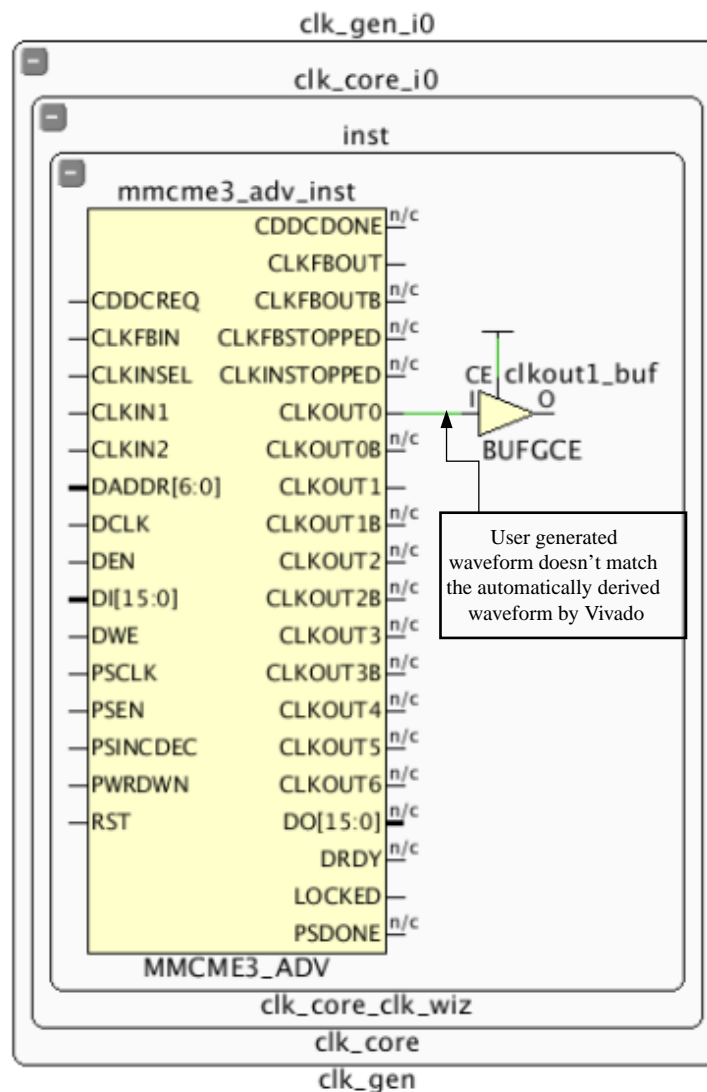 clk_gen_i0
clk_core_i0
inst
mmcme3_adv_inst
CDDCDONE n/c
CLKFBOUT
CDDCREQ CLKFBOUTB n/c
CLKFBIN CLKFBSTOPPED n/c
CLKINSEL CLKINSTOPPED n/c
CE clkout1_buf
CLKIN1 CLKOUT0 I O
CLKIN2 CLKOUT0B n/c BUFGCE
DADDR[6:0] CLKOUT1
DCLK CLKOUT1B n/c
DEN CLKOUT2 n/c
DI[15:0] CLKOUT2B n/c
DWE CLKOUT3 n/c
PSCLK CLKOUT3B n/c
PSEN CLKOUT4 n/c
PSINCDEC CLKOUT5 n/c
PWRDWN CLKOUT6 n/c
RST DO[15:0] n/c
DRDY n/c
LOCKED
PSDONE n/c
MMCME3_ADV
User generated
waveform doesn’t match
the automatically derived
waveform by Vivado
clk_core_clk_wiz
clk_core
clk_gen